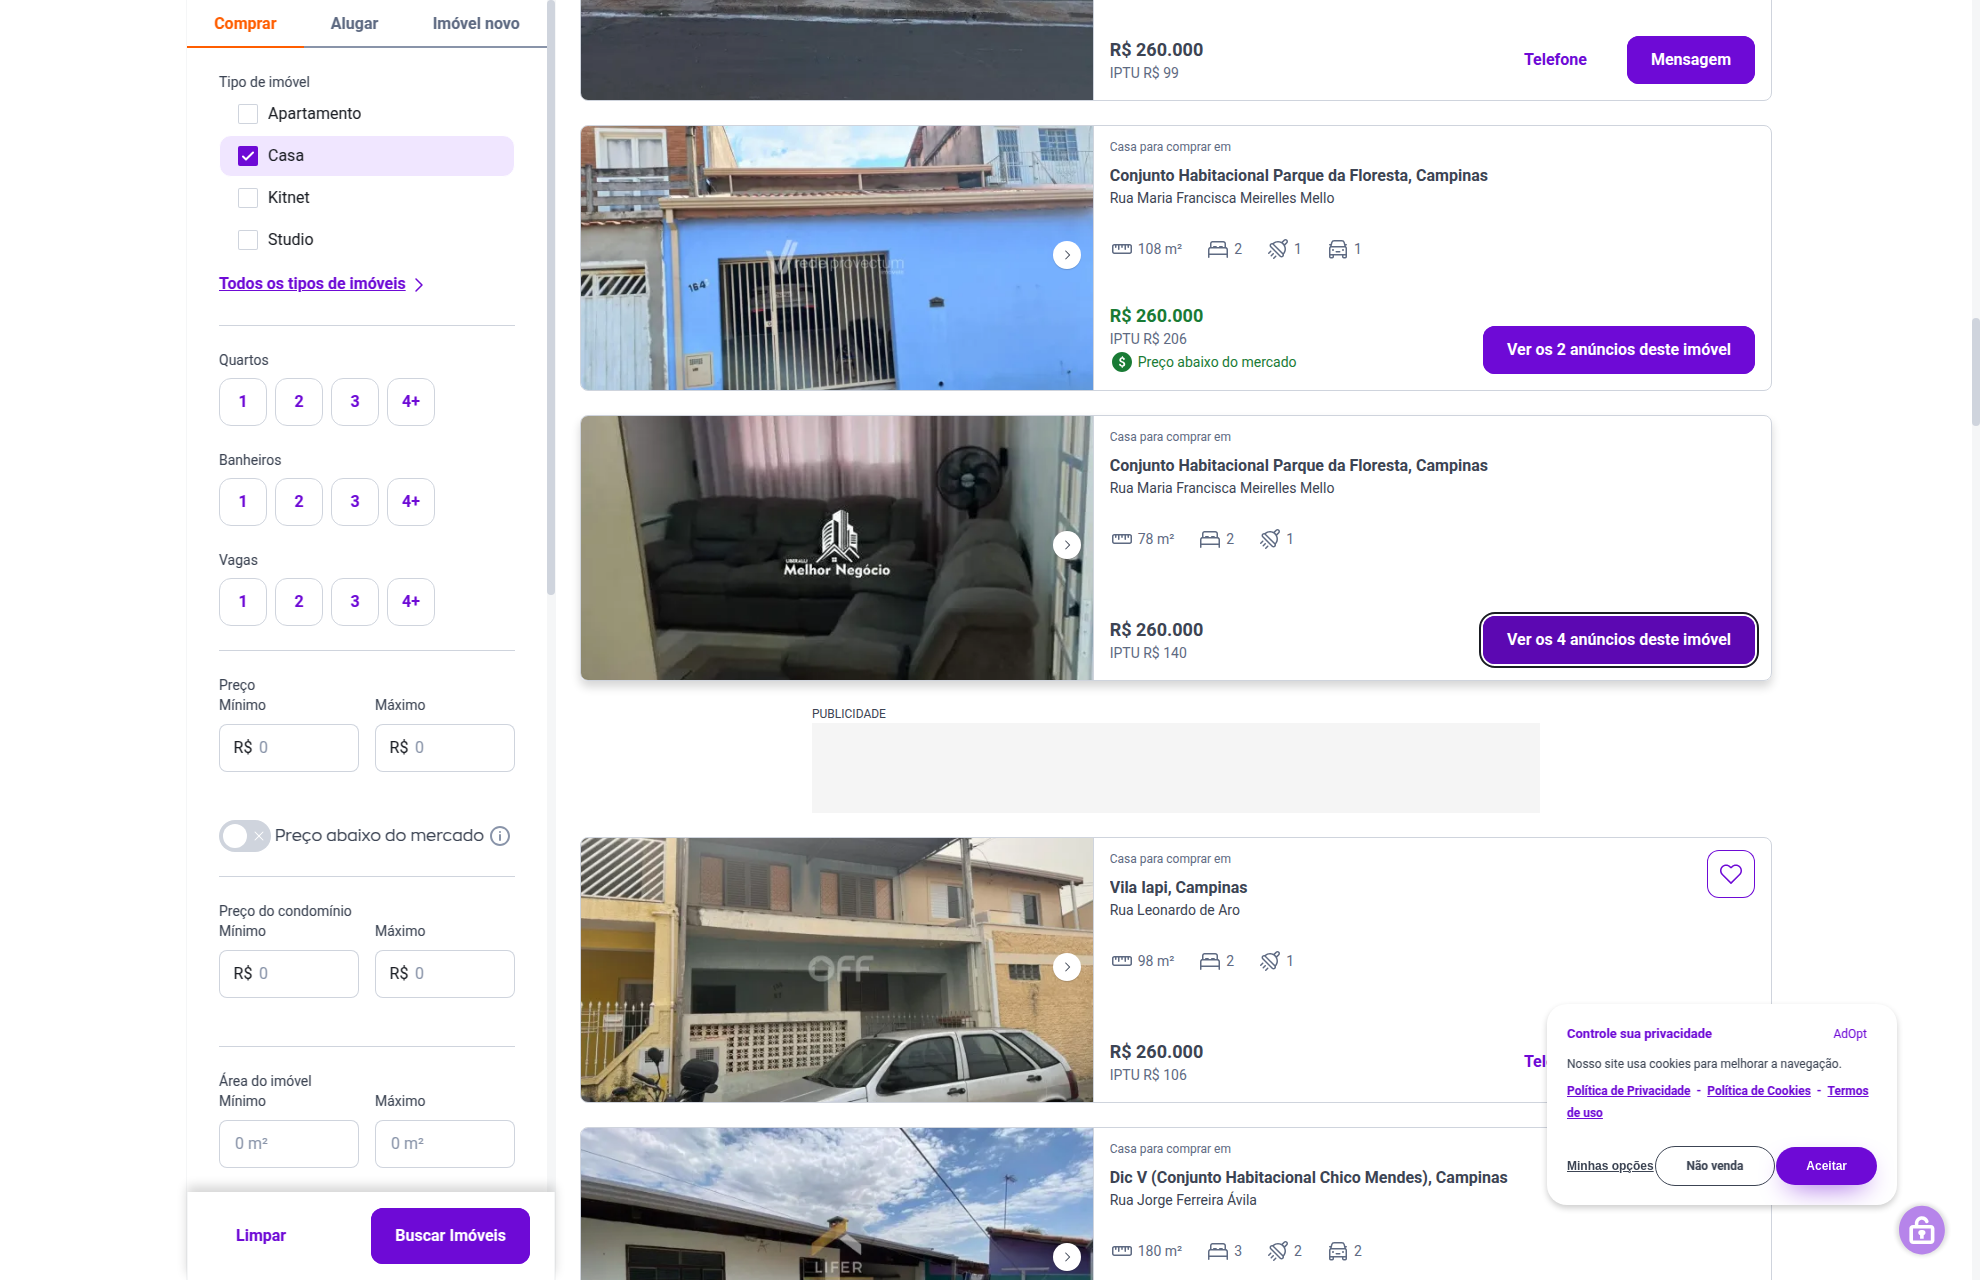 Comprar
Alugar
Imóvel novo
Tipo de imóvel
Apartamento
Casa
Kitnet
Studio
Todos os tipos de imóveis
Quartos
1 2 3 4+
Banheiros
1 2 3 4+
Vagas
1 2 3 4+
Preço
Mínimo Máximo
R$ 0 R$ 0
Preço abaixo do mercado
Preço do condomínio
Mínimo Máximo
R$ 0 R$ 0
Área do imóvel
Mínimo Máximo
0 m² 0 m²
Limpar
Buscar Imóveis
R$ 260.000
IPTU R$ 99
Telefone
Mensagem
164
rede provectum
Casa para comprar em
Conjunto Habitacional Parque da Floresta, Campinas
Rua Maria Francisca Meirelles Mello
108 m² 2 1 1
R$ 260.000
IPTU R$ 206
$ Preço abaixo do mercado
Ver os 2 anúncios deste imóvel
Melhor Negócio
Casa para comprar em
Conjunto Habitacional Parque da Floresta, Campinas
Rua Maria Francisca Meirelles Mello
78 m² 2 1
R$ 260.000
IPTU R$ 140
Ver os 4 anúncios deste imóvel
PUBLICIDADE
OFF
Casa para comprar em
Vila Iapi, Campinas
Rua Leonardo de Aro
98 m² 2 1
R$ 260.000
IPTU R$ 106
Tel
LIFER
Casa para comprar em
Dic V (Conjunto Habitacional Chico Mendes), Campinas
Rua Jorge Ferreira Ávila
180 m² 3 2 2
Controle sua privacidade
AdOpt
Nosso site usa cookies para melhorar a navegação.
Política de Privacidade - Política de Cookies - Termos
de uso
Minhas opções
Não venda
Aceitar